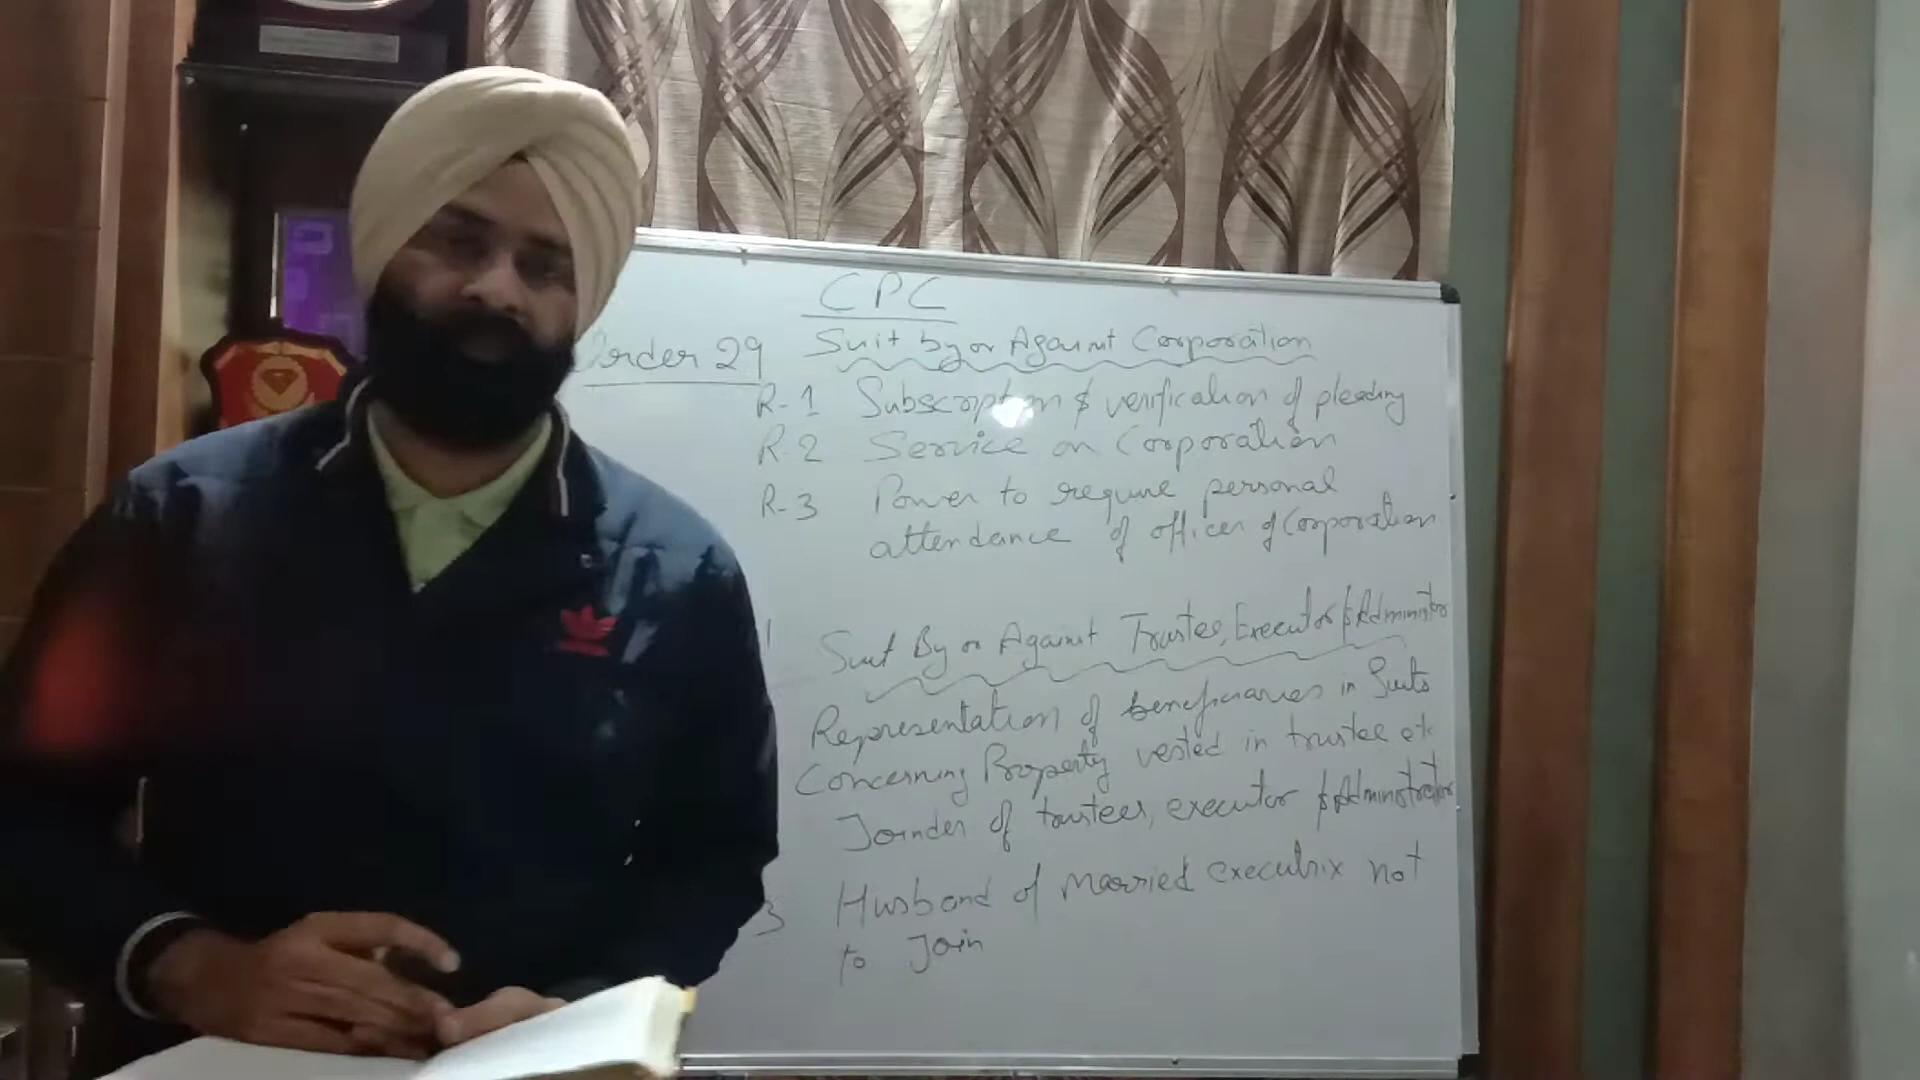 CPC
Order 29 Suit by or Against Corporation
R-1 Subscription & verification of pleading
R-2 Service on Corporation
R-3 Power to require personal
attendance of officer of Corporation
Suit By or Against Trustee, Executor & Administor
Representation of beneficiaries in Suits
Concerning Property vested in trustee etc
Joinder of trustees, executor & Administrator
3 Husband of Married executrix not
to Join